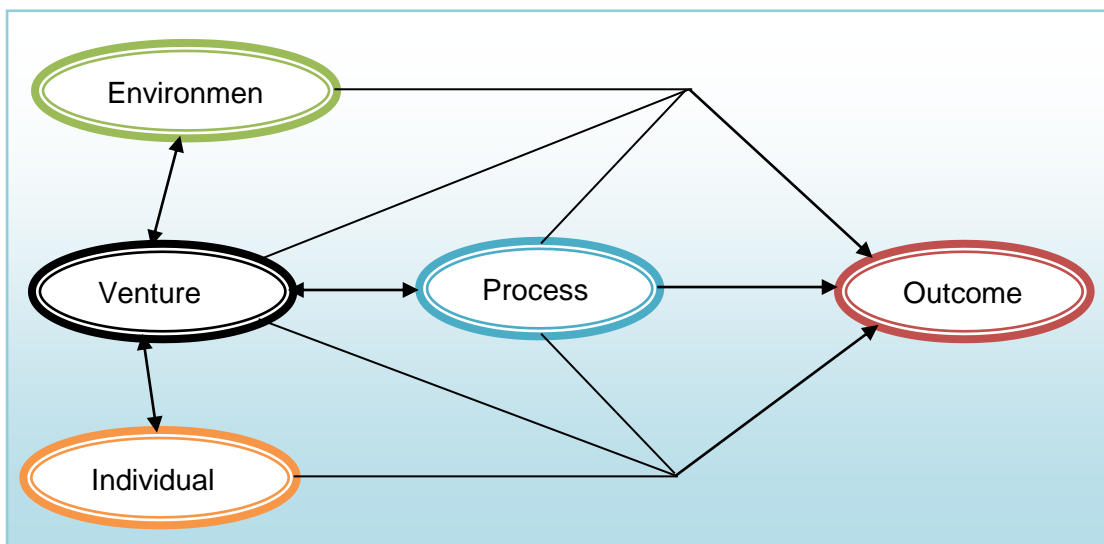 Environmen
Venture
Process
Outcome
Individual